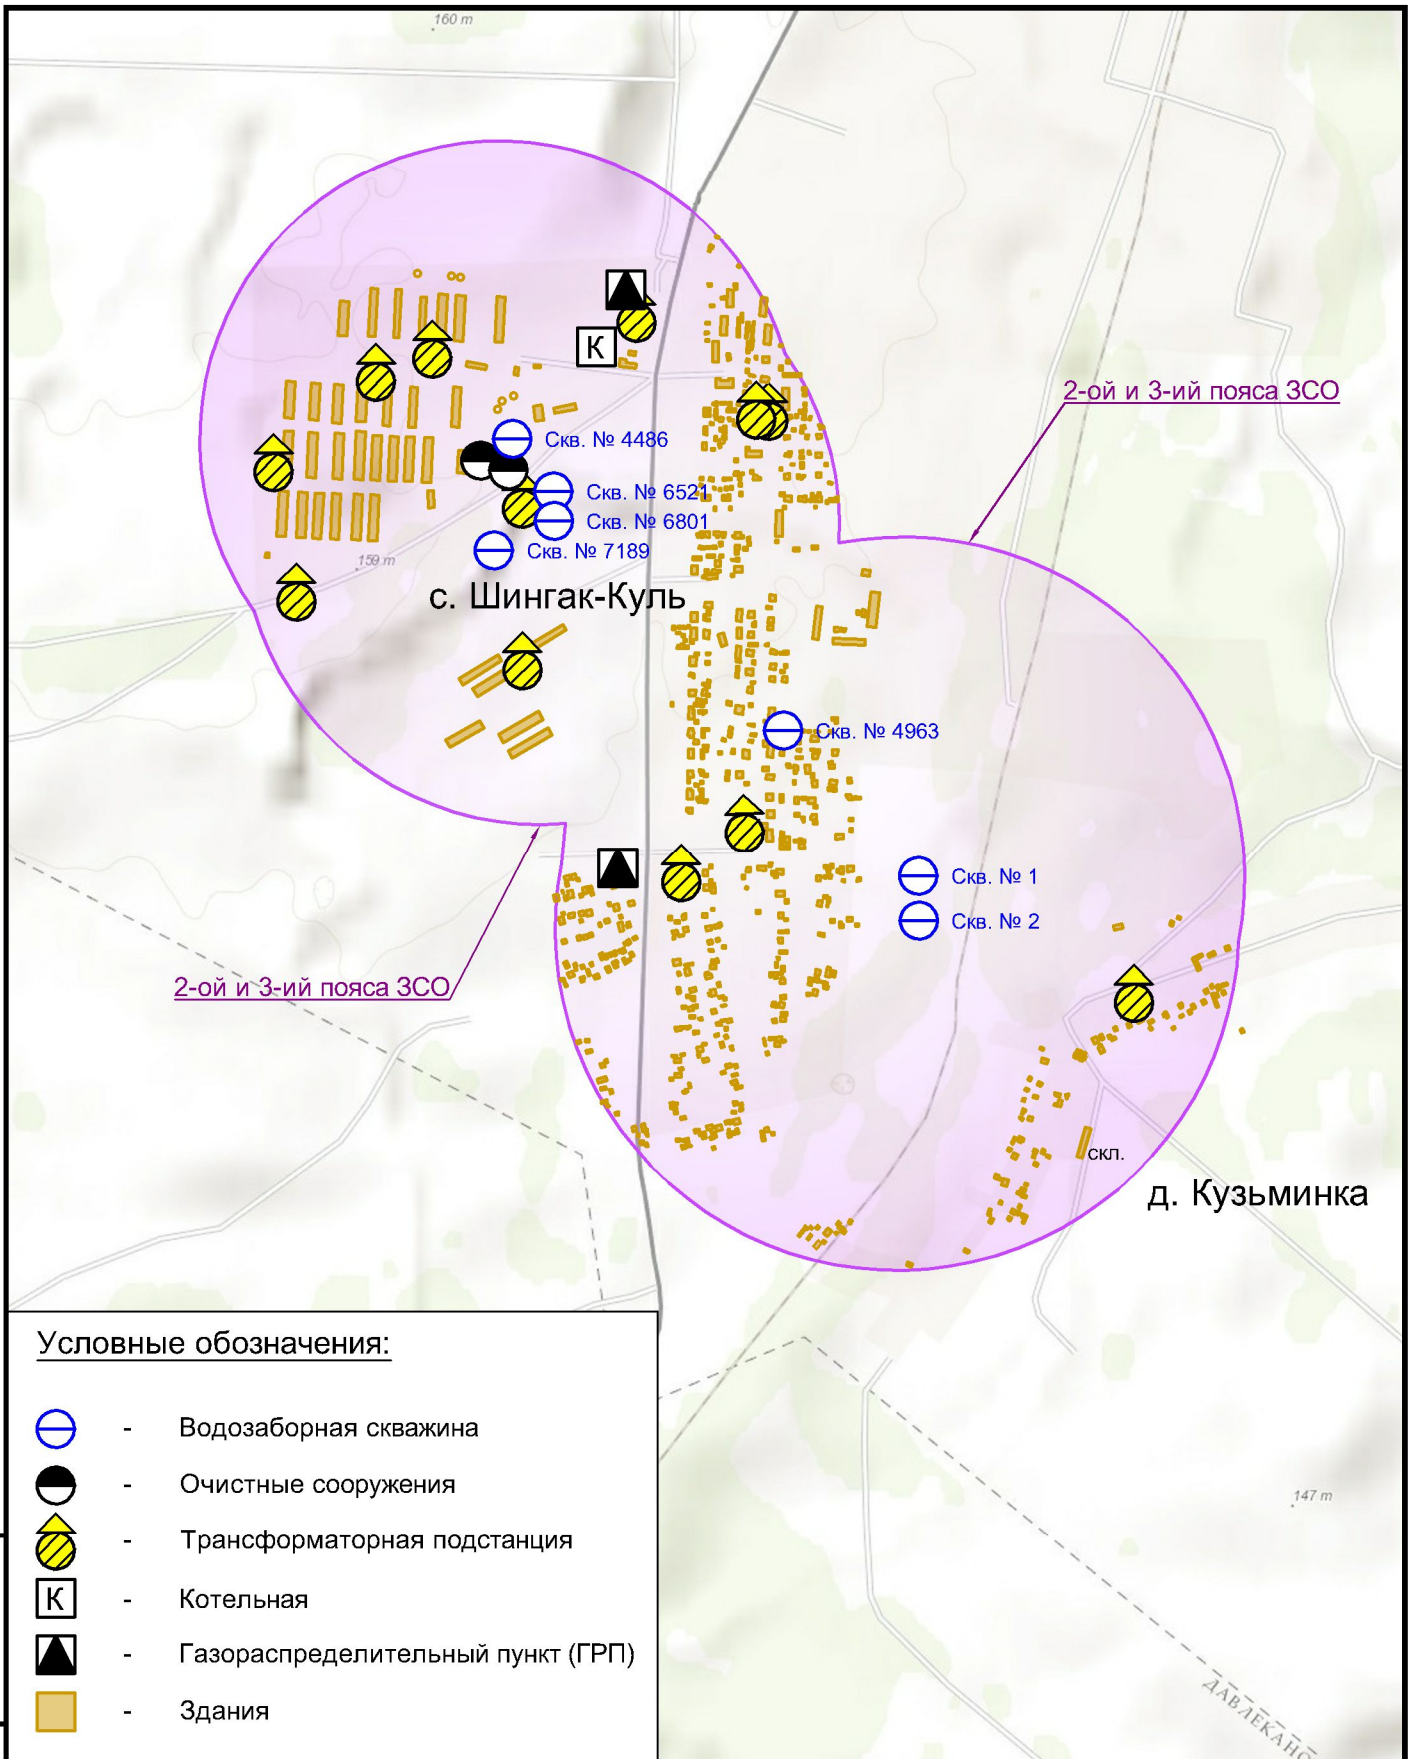 160 m
2-ой и 3-ий пояса ЗСО
К
Скв. № 4486
Скв. № 6521
Скв. № 6801
Скв. № 7189
159 m
с. Шингак-Куль
Скв. № 4963
Скв. № 1
Скв. № 2
2-ой и 3-ий пояса ЗСО
скл.
д. Кузьминка
Условные обозначения:
- Водозаборная скважина
- Очистные сооружения
- Трансформаторная подстанция
К - Котельная
- Газораспределительный пункт (ГРП)
- Здания
147 m
ДАВЛЕКАНО